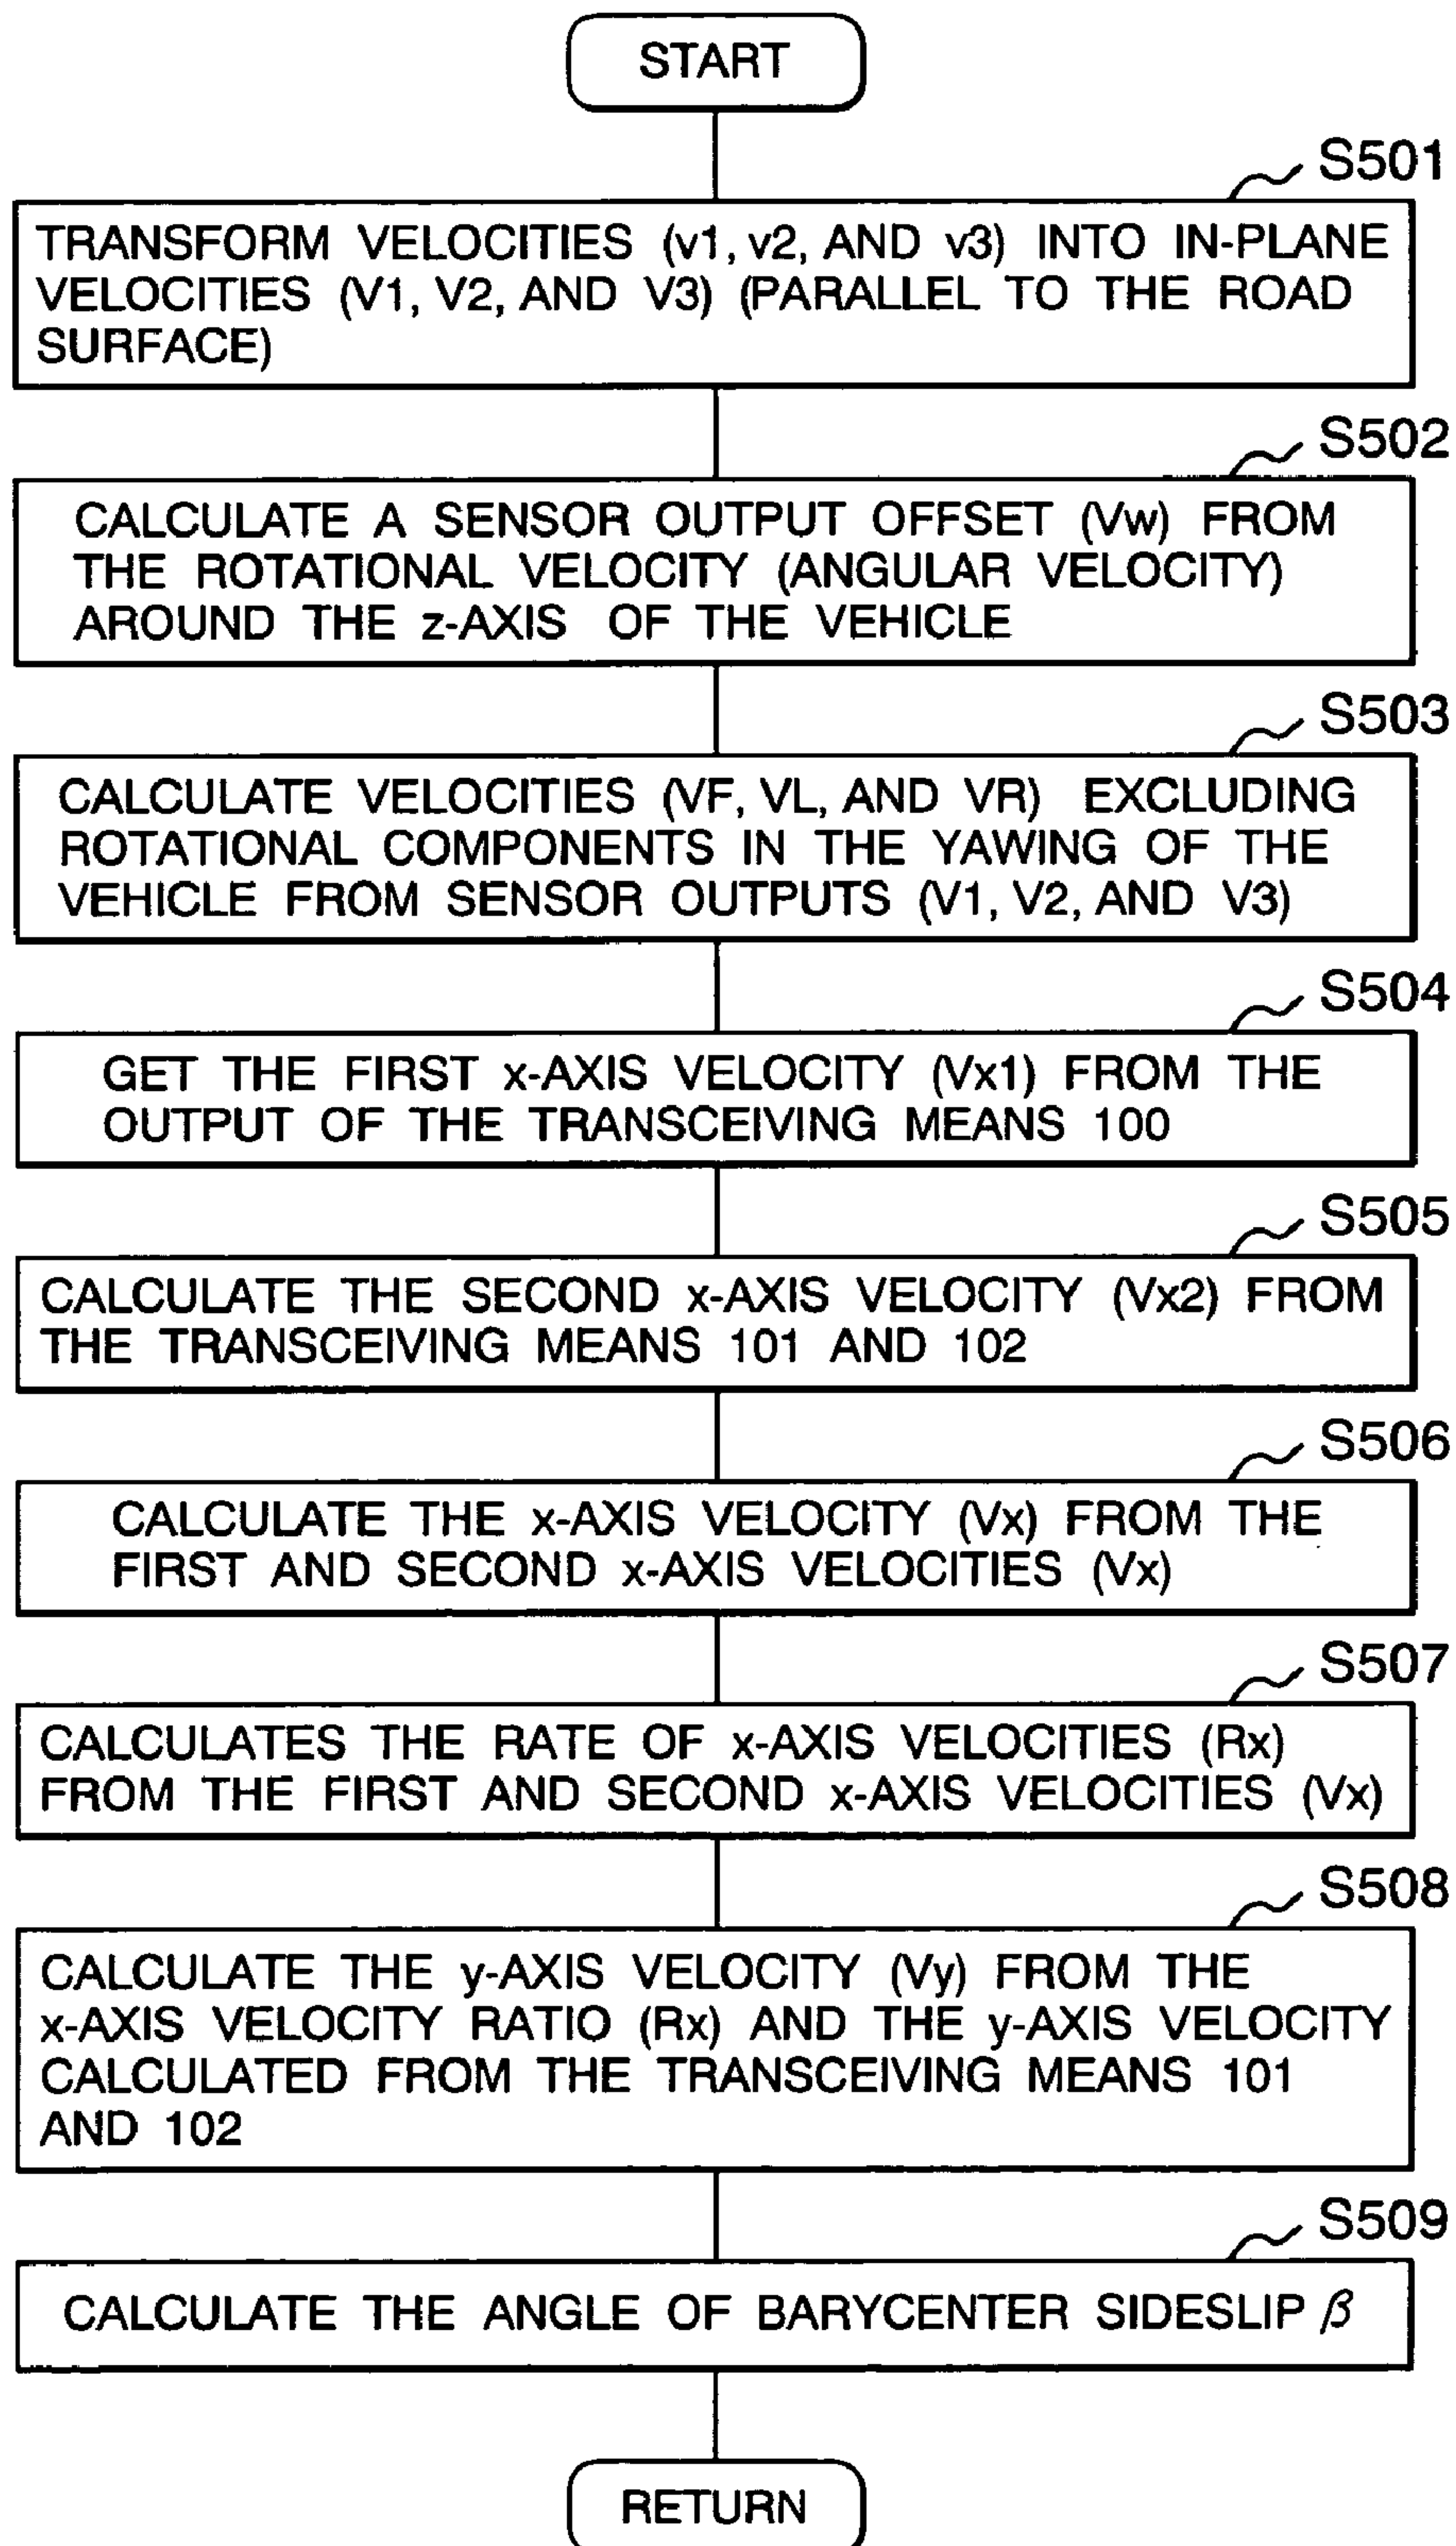 START
S501
TRANSFORM VELOCITIES (v1, v2, AND v3) INTO IN-PLANE
VELOCITIES (V1, V2, AND V3) (PARALLEL TO THE ROAD
SURFACE)
S502
CALCULATE A SENSOR OUTPUT OFFSET (Vw) FROM
THE ROTATIONAL VELOCITY (ANGULAR VELOCITY)
AROUND THE z-AXIS OF THE VEHICLE
S503
CALCULATE VELOCITIES (VF, VL, AND VR) EXCLUDING
ROTATIONAL COMPONENTS IN THE YAWING OF THE
VEHICLE FROM SENSOR OUTPUTS (V1, V2, AND V3)
S504
GET THE FIRST x-AXIS VELOCITY (Vx1) FROM THE
OUTPUT OF THE TRANSCEIVING MEANS 100
S505
CALCULATE THE SECOND x-AXIS VELOCITY (Vx2) FROM
THE TRANSCEIVING MEANS 101 AND 102
S506
CALCULATE THE x-AXIS VELOCITY (Vx) FROM THE
FIRST AND SECOND x-AXIS VELOCITIES (Vx)
S507
CALCULATES THE RATE OF x-AXIS VELOCITIES (Rx)
FROM THE FIRST AND SECOND x-AXIS VELOCITIES (Vx)
S508
CALCULATE THE y-AXIS VELOCITY (Vy) FROM THE
x-AXIS VELOCITY RATIO (Rx) AND THE y-AXIS VELOCITY
CALCULATED FROM THE TRANSCEIVING MEANS 101
AND 102
S509
CALCULATE THE ANGLE OF BARYCENTER SIDESLIP β
RETURN